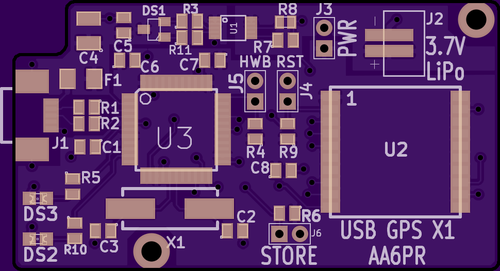 DS1 R3 R8 J3 J2
C4 C5 R11 U1 R7 PWR 3.7V
F1 C6 C7 HWB RST LiPo
J5 J4
R1 1
R2 U3 U2
J1 C1 R4 R9
R5 C8
DS3 R6 USB GPS X1
DS2 R10 C3 X1 C2 J6
STORE AA6PR